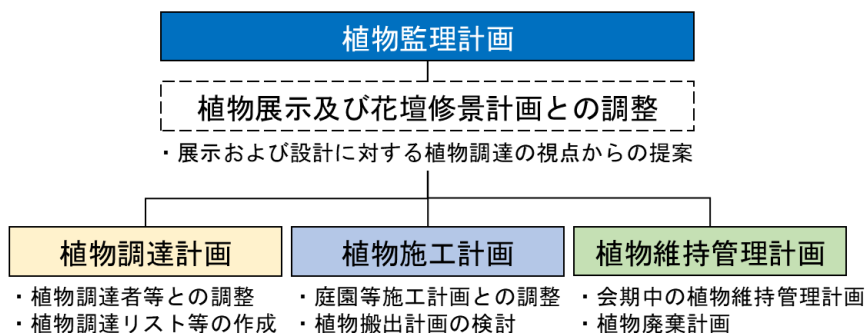 植物監理計画
植物展示及び花壇修景計画との調整
・展示および設計に対する植物調達の視点からの提案
植物調達計画
・植物調達者等との調整
・植物調達リスト等の作成
植物施工計画
・庭園等施工計画との調整
・植物搬出計画の検討
植物維持管理計画
・会期中の植物維持管理計画
・植物廃棄計画